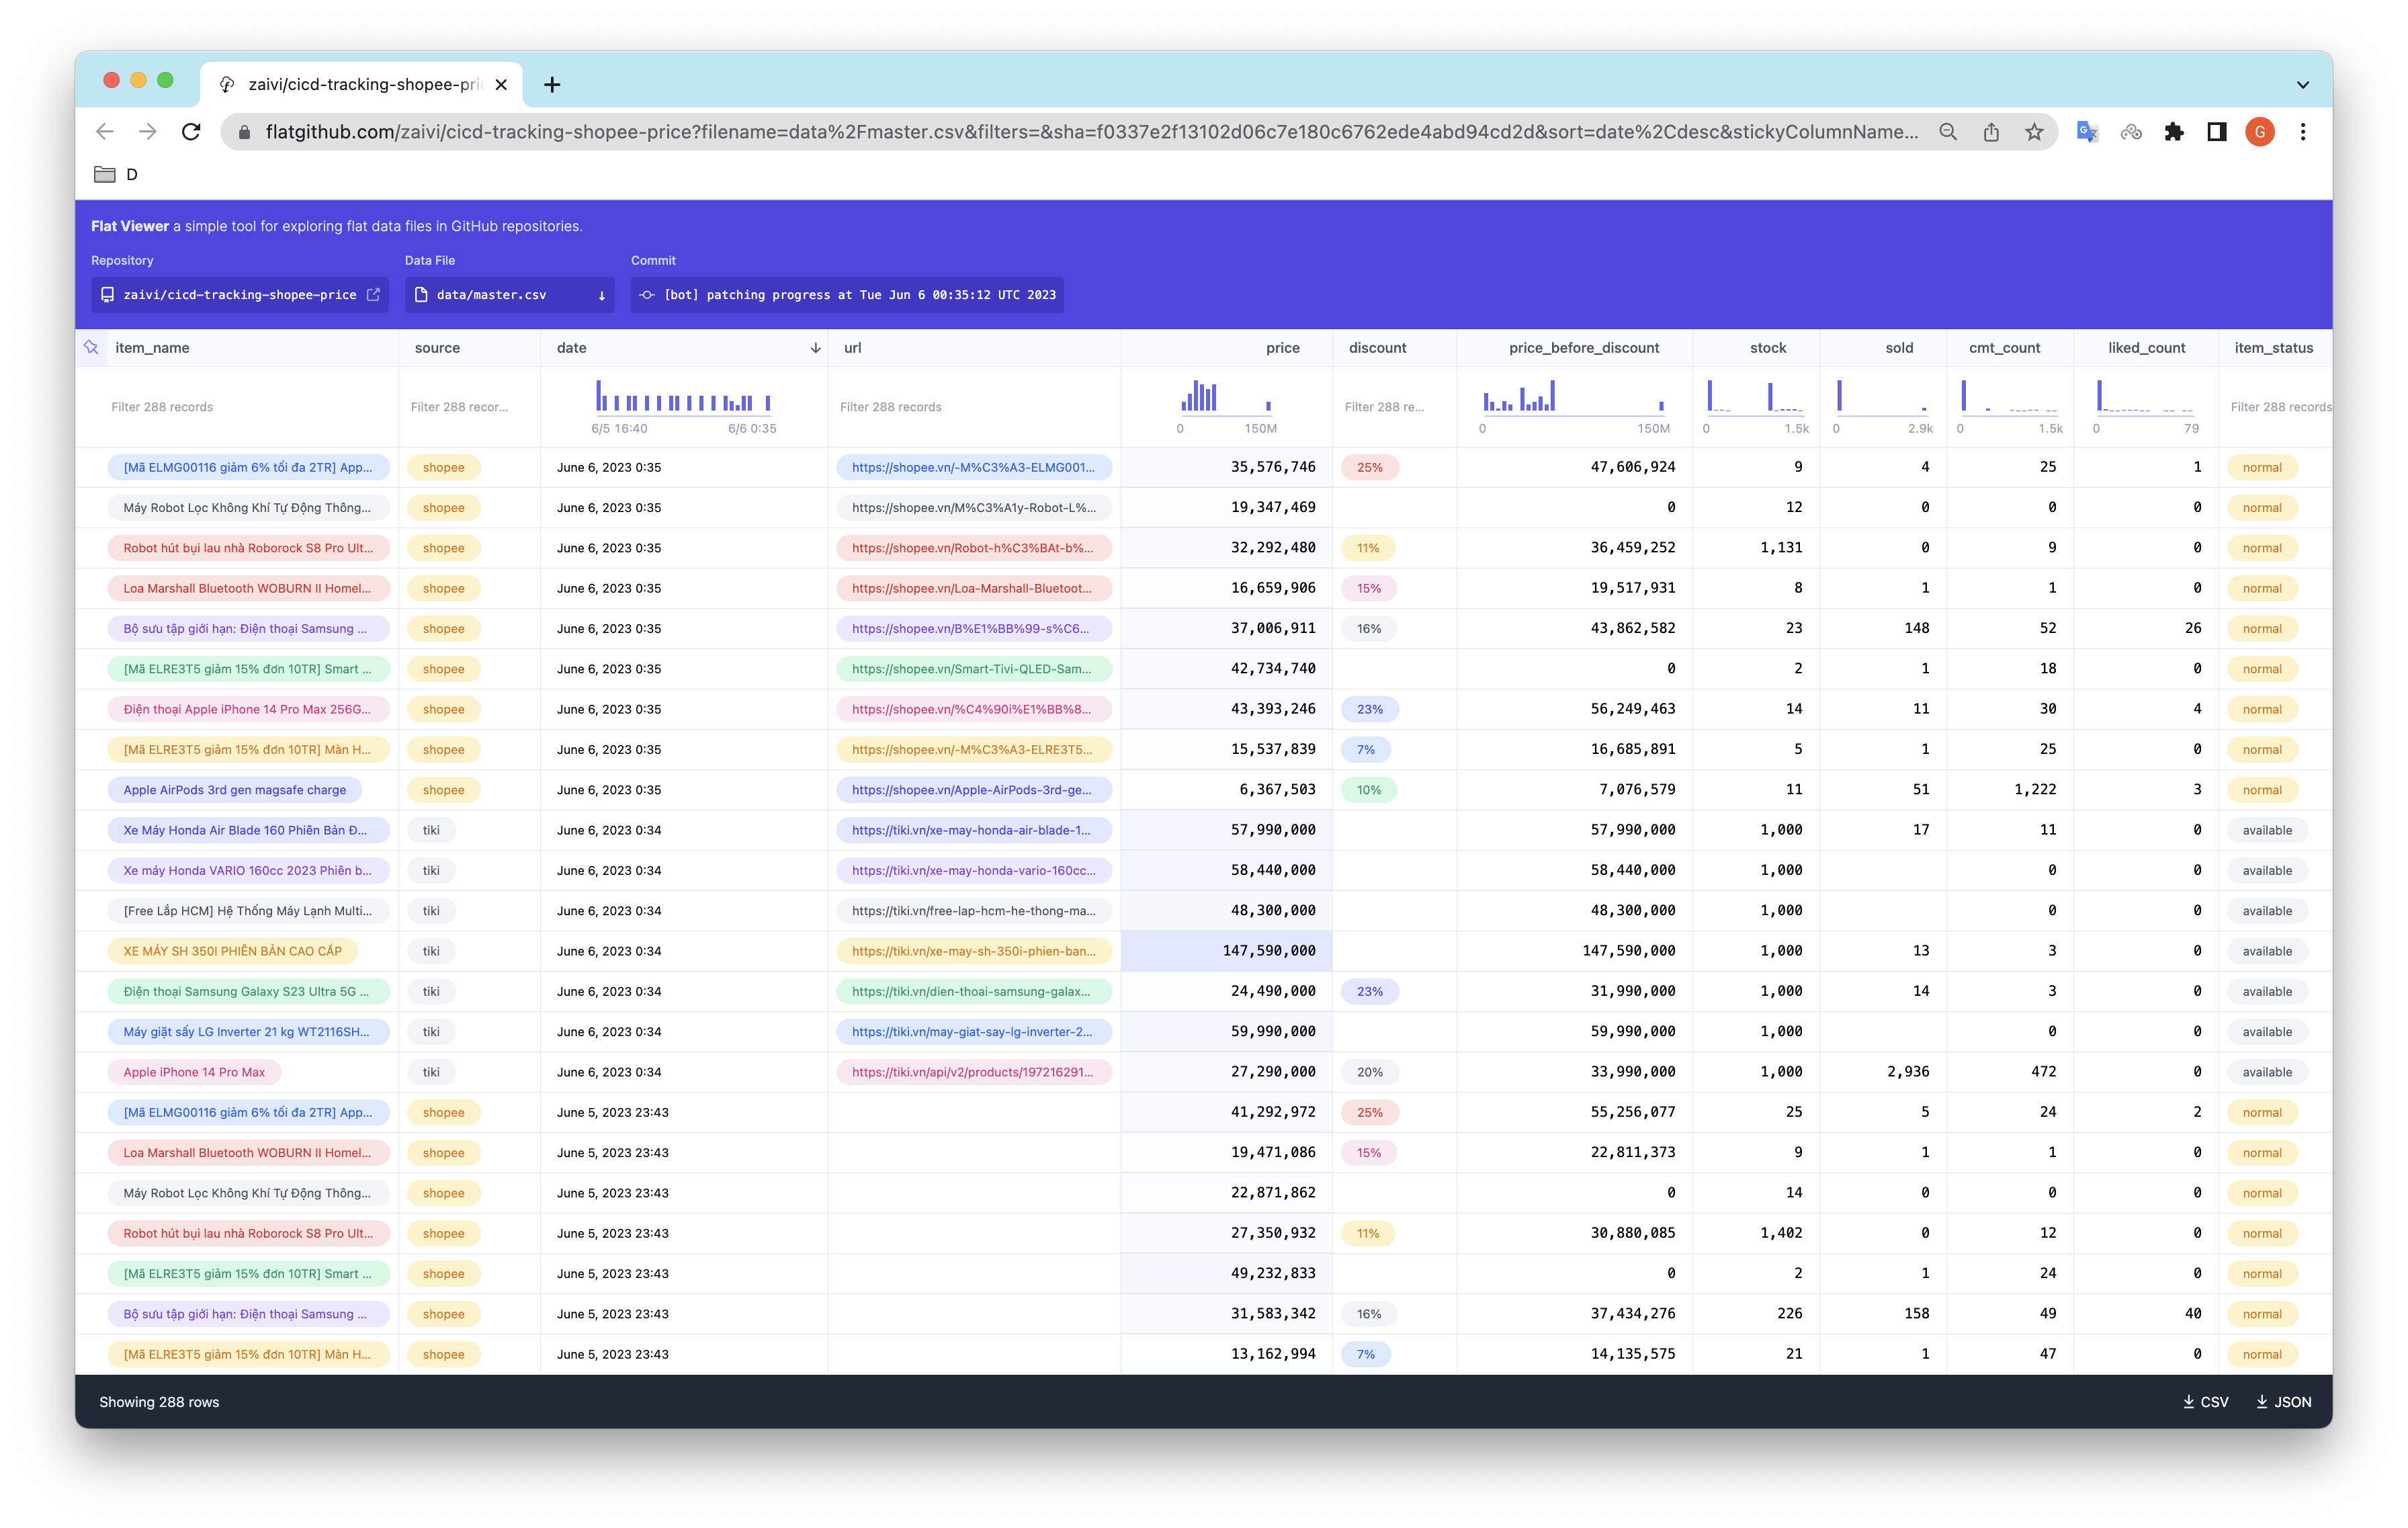 zaivi/cicd-tracking-shopee-pric
flatgithub.com/zaivi/cicd-tracking-shopee-price?filename=data%2Fmaster.csv&filters=&sha=f0337e2f13102d06c7e180c6762ede4abd94cd2d&sort=date%2Cdesc&stickyColumnName... G
D
Flat Viewer a simple tool for exploring flat data files in GitHub repositories.
Repository Data File Commit
zaivi/cicd-tracking-shopee-price data/master.csv [bot] patching progress at Tue Jun 6 00:35:12 UTC 2023
item_name source date url price discount price_before_discount stock sold cmt_count liked_count item_status
Filter 288 records Filter 288 recor... Filter 288 records Filter 288 re... Filter 288 records
6/5 16:40 6/6 0:35 0 150M 0 150M 0 1.5k 0 2.9k 0 1.5k 0 79
[Mã ELMG00116 giảm 6% tối đa 2TR] App... shopee June 6, 2023 0:35 https://shopee.vn/-M%C3%A3-ELMG001... 35,576,746 25% 47,606,924 9 4 25 1 normal
Máy Robot Lọc Không Khí Tự Động Thông... shopee June 6, 2023 0:35 https://shopee.vn/M%C3%A1y-Robot-L%... 19,347,469 0 12 0 0 0 normal
Robot hút bụi lau nhà Roborock S8 Pro Ult... shopee June 6, 2023 0:35 https://shopee.vn/Robot-h%C3%BAt-b%... 32,292,480 11% 36,459,252 1,131 0 9 0 normal
Loa Marshall Bluetooth WOBURN II Homel... shopee June 6, 2023 0:35 https://shopee.vn/Loa-Marshall-Bluetoot... 16,659,906 15% 19,517,931 8 1 1 0 normal
Bộ sưu tập giới hạn: Điện thoại Samsung ... shopee June 6, 2023 0:35 https://shopee.vn/B%E1%BB%99-s%C6... 37,006,911 16% 43,862,582 23 148 52 26 normal
[Mã ELRE3T5 giảm 15% đơn 10TR] Smart ... shopee June 6, 2023 0:35 https://shopee.vn/Smart-Tivi-QLED-Sam... 42,734,740 0 2 1 18 0 normal
Điện thoại Apple iPhone 14 Pro Max 256G... shopee June 6, 2023 0:35 https://shopee.vn/%C4%90i%E1%BB%8... 43,393,246 23% 56,249,463 14 11 30 4 normal
[Mã ELRE3T5 giảm 15% đơn 10TR] Màn H... shopee June 6, 2023 0:35 https://shopee.vn/-M%C3%A3-ELRE3T5... 15,537,839 7% 16,685,891 5 1 25 0 normal
Apple AirPods 3rd gen magsafe charge shopee June 6, 2023 0:35 https://shopee.vn/Apple-AirPods-3rd-ge... 6,367,503 10% 7,076,579 11 51 1,222 3 normal
Xe Máy Honda Air Blade 160 Phiên Bản Đ... tiki June 6, 2023 0:34 https://tiki.vn/xe-may-honda-air-blade-1... 57,990,000 57,990,000 1,000 17 11 0 available
Xe máy Honda VARIO 160cc 2023 Phiên b... tiki June 6, 2023 0:34 https://tiki.vn/xe-may-honda-vario-160cc... 58,440,000 58,440,000 1,000 0 0 available
[Free Lắp HCM] Hệ Thống Máy Lạnh Multi... tiki June 6, 2023 0:34 https://tiki.vn/free-lap-hcm-he-thong-ma... 48,300,000 48,300,000 1,000 0 0 available
XE MÁY SH 350I PHIÊN BẢN CAO CẤP tiki June 6, 2023 0:34 https://tiki.vn/xe-may-sh-350i-phien-ban... 147,590,000 147,590,000 1,000 13 3 0 available
Điện thoại Samsung Galaxy S23 Ultra 5G ... tiki June 6, 2023 0:34 https://tiki.vn/dien-thoai-samsung-galax... 24,490,000 23% 31,990,000 1,000 14 3 0 available
Máy giặt sấy LG Inverter 21 kg WT2116SH... tiki June 6, 2023 0:34 https://tiki.vn/may-giat-say-lg-inverter-2... 59,990,000 59,990,000 1,000 0 0 available
Apple iPhone 14 Pro Max tiki June 6, 2023 0:34 https://tiki.vn/api/v2/products/197216291... 27,290,000 20% 33,990,000 1,000 2,936 472 0 available
[Mã ELMG00116 giảm 6% tối đa 2TR] App... shopee June 5, 2023 23:43 41,292,972 25% 55,256,077 25 5 24 2 normal
Loa Marshall Bluetooth WOBURN II Homel... shopee June 5, 2023 23:43 19,471,086 15% 22,811,373 9 1 1 0 normal
Máy Robot Lọc Không Khí Tự Động Thông... shopee June 5, 2023 23:43 22,871,862 0 14 0 0 0 normal
Robot hút bụi lau nhà Roborock S8 Pro Ult... shopee June 5, 2023 23:43 27,350,932 11% 30,880,085 1,402 0 12 0 normal
[Mã ELRE3T5 giảm 15% đơn 10TR] Smart ... shopee June 5, 2023 23:43 49,232,833 0 2 1 24 0 normal
Bộ sưu tập giới hạn: Điện thoại Samsung ... shopee June 5, 2023 23:43 31,583,342 16% 37,434,276 226 158 49 40 normal
[Mã ELRE3T5 giảm 15% đơn 10TR] Màn H... shopee June 5, 2023 23:43 13,162,994 7% 14,135,575 21 1 47 0 normal
Showing 288 rows CSV JSON